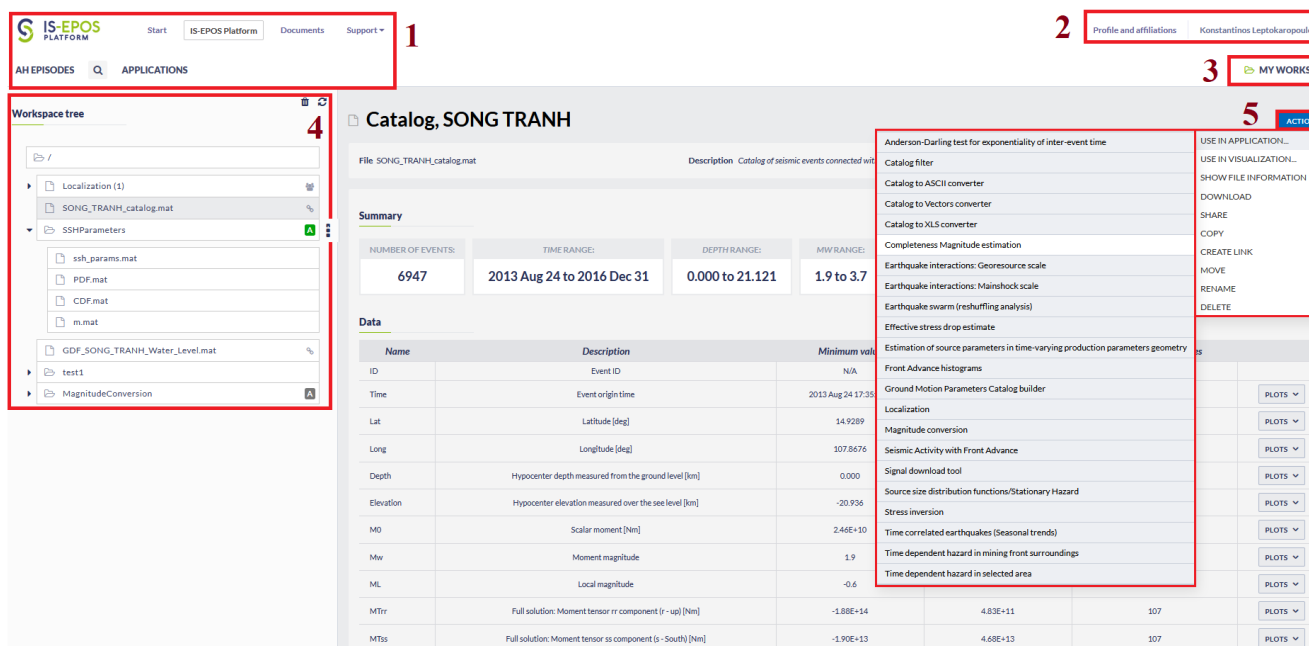 IS-EPOS
PLATFORM
Start IS-EPOS Platform Documents Support
1
2
Profile and affiliations
AH EPISODES APPLICATIONS
3
MY WORKS
Workspace tree
4
/
Localization (1)
SONG_TRANH_catalog.mat
SSHParameters A
ssh_params.mat
PDF.mat
CDF.mat
m.mat
GDF_SONG_TRANH_Water_Level.mat
test1
MagnitudeConversion A
Catalog, SONG TRANH
5
ACTIO
File SONG_TRANH_catalog.mat Description Catalog of seismic events connected wit
Summary
NUMBER OF EVENTS: TIME RANGE: DEPTH RANGE: MW RANGE:
6947 2013 Aug 24 to 2016 Dec 31 0.000 to 21.121 1.9 to 3.7
Anderson-Darling test for exponentiality of inter-event time
Catalog filter
Catalog to ASCII converter
Catalog to Vectors converter
Catalog to XLS converter
Completeness Magnitude estimation
Earthquake interactions: Georesource scale
Earthquake interactions: Mainshock scale
Earthquake swarm (reshuffling analysis)
Effective stress drop estimate
Estimation of source parameters in time-varying production parameters geometry
Front Advance histograms
Ground Motion Parameters Catalog builder
Localization
Magnitude conversion
Seismic Activity with Front Advance
Signal download tool
Source size distribution functions/Stationary Hazard
Stress inversion
Time correlated earthquakes (Seasonal trends)
Time dependent hazard in mining front surroundings
Time dependent hazard in selected area
USE IN APPLICATION...
USE IN VISUALIZATION...
SHOW FILE INFORMATION
DOWNLOAD
SHARE
COPY
CREATE LINK
MOVE
RENAME
DELETE
Data
Name Description Minimum valu es
ID Event ID N/A
Time Event origin time 2013 Aug 24 17:35: PLOTS
Lat Latitude [deg] 14.9289 PLOTS
Long Longitude [deg] 107.8676 PLOTS
Depth Hypocenter depth measured from the ground level [km] 0.000 PLOTS
Elevation Hypocenter elevation measured over the see level [km] -20.936 PLOTS
M0 Scalar moment [Nm] 2.46E+10 PLOTS
Mw Moment magnitude 1.9 PLOTS
ML Local magnitude -0.6 PLOTS
MTrr Full solution: Moment tensor rr component (r - up) [Nm] -1.88E+14 4.83E+11 107 PLOTS
MTss Full solution: Moment tensor ss component (s - South) [Nm] -1.90E+13 4.68E+13 107 PLOTS